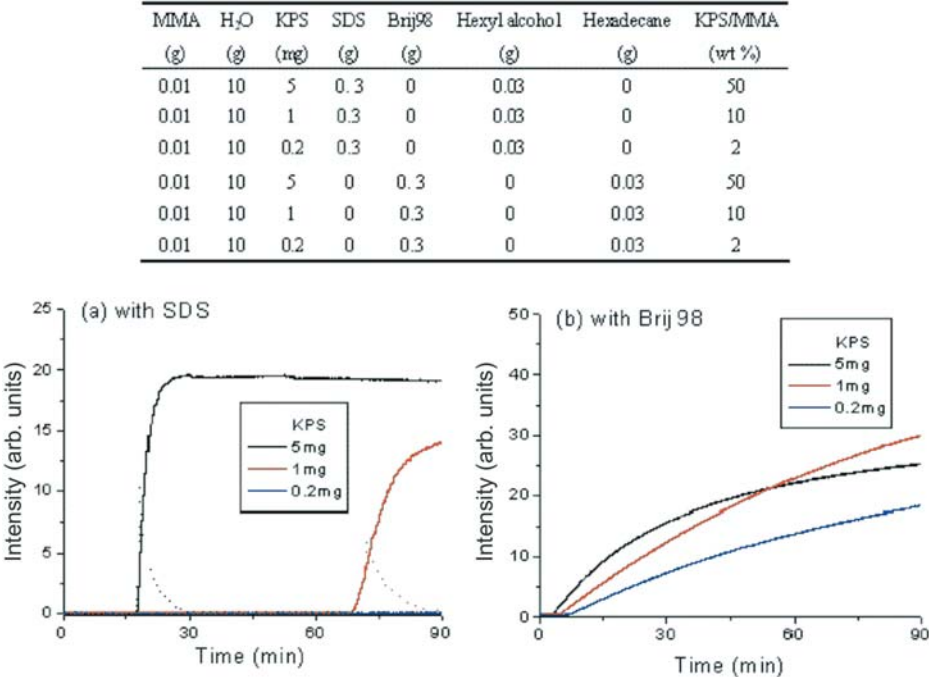 MMA H₂O KPS SDS Brij98 Hexyl alcohol Hexadecane KPS/MMA
(g) (g) (mg) (g) (g) (g) (g) (wt %)
0.01 10 5 0.3 0 0.03 0 50
0.01 10 1 0.3 0 0.03 0 10
0.01 10 0.2 0.3 0 0.03 0 2
0.01 10 5 0 0.3 0 0.03 50
0.01 10 1 0 0.3 0 0.03 10
0.01 10 0.2 0 0.3 0 0.03 2
(a) with SDS
KPS
5mg
1mg
0.2mg
25
20
15
10
5
0
0 30 60 90
Intensity (arb. units)
Time (min)
(b) with Brij 98
KPS
5mg
1mg
0.2mg
50
40
30
20
10
0
0 30 60 90
Intensity (arb. units)
Time (min)